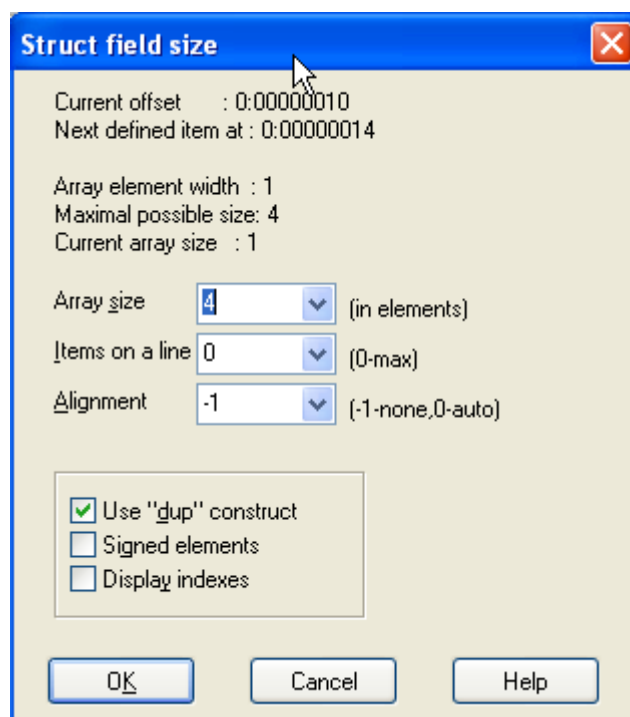 Struct field size
Current offset : 0:00000010
Next defined item at : 0:00000014
Array element width : 1
Maximal possible size: 4
Current array size : 1
Array size 4 (in elements)
Items on a line 0 (0-max)
Alignment -1 (-1-none,0-auto)
Use "dup" construct
Signed elements
Display indexes
OK Cancel Help